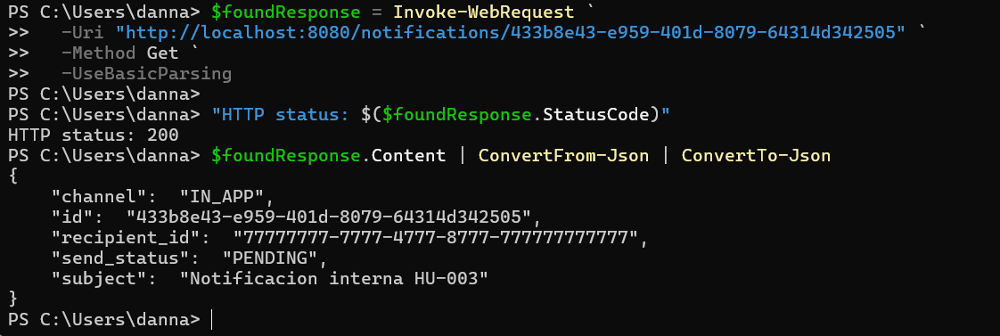 PS C:\Users\danna> $foundResponse = Invoke-WebRequest `
>>   -Uri "http://localhost:8080/notifications/433b8e43-e959-401d-8079-64314d342505" `
>>   -Method Get `
>>   -UseBasicParsing
PS C:\Users\danna>
PS C:\Users\danna> "HTTP status: $($foundResponse.StatusCode)"
HTTP status: 200
PS C:\Users\danna> $foundResponse.Content | ConvertFrom-Json | ConvertTo-Json
{
    "channel":  "IN_APP",
    "id":  "433b8e43-e959-401d-8079-64314d342505",
    "recipient_id":  "77777777-7777-4777-8777-777777777777",
    "send_status":  "PENDING",
    "subject":  "Notificacion interna HU-003"
}
PS C:\Users\danna>